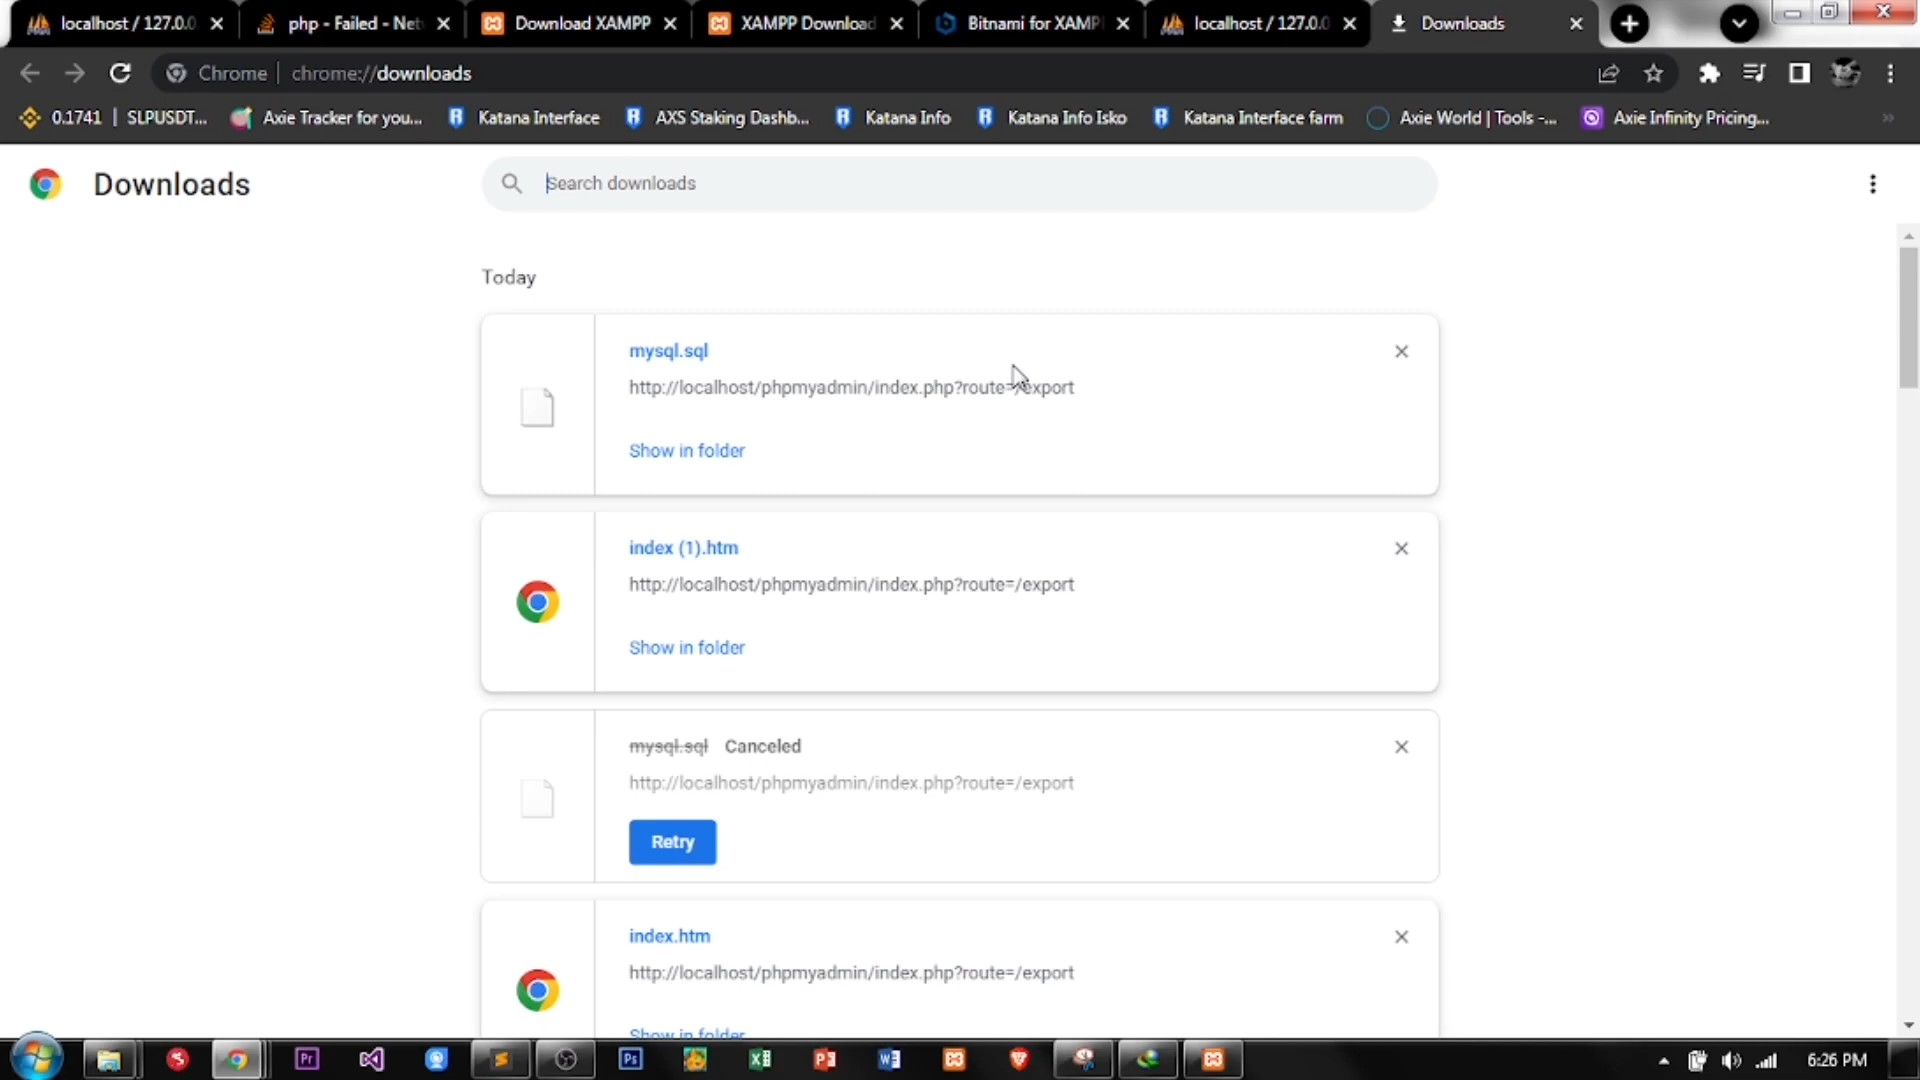 localhost / 127.0.0
php - Failed - Net
Download XAMPP
XAMPP Download
Bitnami for XAMP
localhost / 127.0.0
Downloads
Chrome
chrome://downloads
0.1741 | SLPUSDT...
Axie Tracker for you...
Katana Interface
AXS Staking Dashb...
Katana Info
Katana Info Isko
Katana Interface farm
Axie World | Tools -...
Axie Infinity Pricing...
»
Downloads
Search downloads
Today
mysql.sql
http://localhost/phpmyadmin/index.php?route=/export
Show in folder
index (1).htm
http://localhost/phpmyadmin/index.php?route=/export
Show in folder
mysql.sql Canceled
http://localhost/phpmyadmin/index.php?route=/export
Retry
index.htm
http://localhost/phpmyadmin/index.php?route=/export
Show in folder
Pr
Ps
6:26 PM